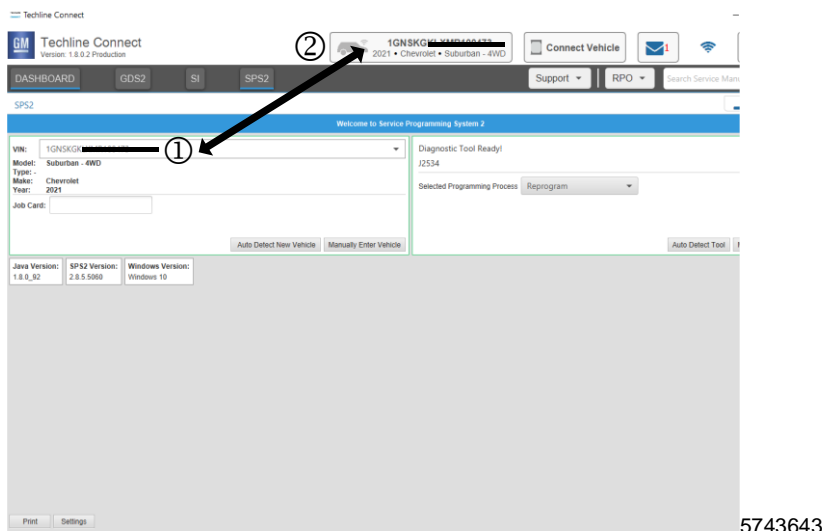 Techline Connect
GM Techline Connect
Version: 1.8.0.2 Production
②
2021 • Chevrolet • Suburban - 4WD
Connect Vehicle
1
DASHBOARD GDS2 SI SPS2 Support RPO Search Service Manu
SPS2
Welcome to Service Programming System 2
VIN: 1GNSKGK
①
Model: Suburban - 4WD
Type: -
Make: Chevrolet
Year: 2021
Job Card:
Auto Detect New Vehicle Manually Enter Vehicle
Diagnostic Tool Ready!
J2534
Selected Programming Process Reprogram
Auto Detect Tool
Java Version: SPS2 Version: Windows Version:
1.8.0_92 2.8.5.5060 Windows 10
Print Settings
5743643